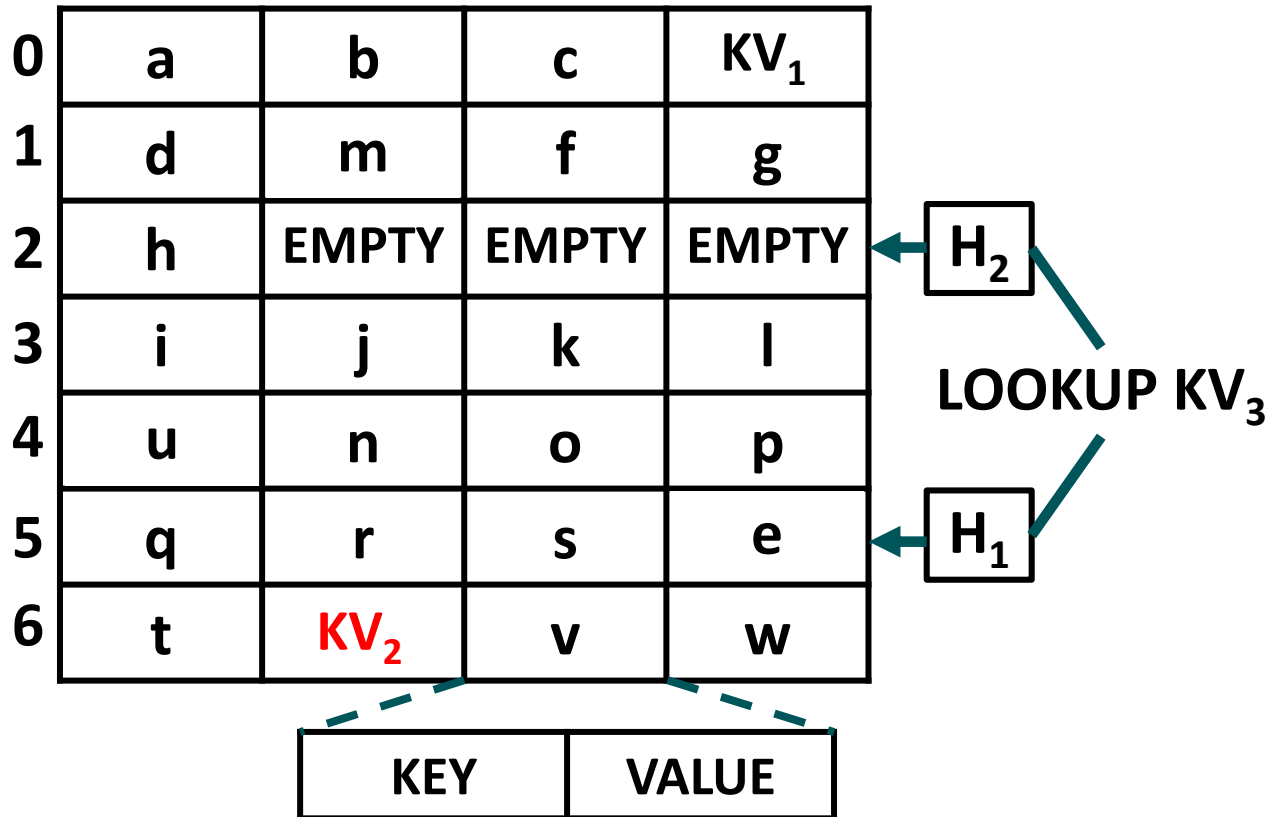 0 a b c KV₁
1 d m f g
2 h EMPTY EMPTY EMPTY H₂
3 i j k l
LOOKUP KV₃
4 u n o p
5 q r s e H₁
6 t KV₂ v w
KEY VALUE